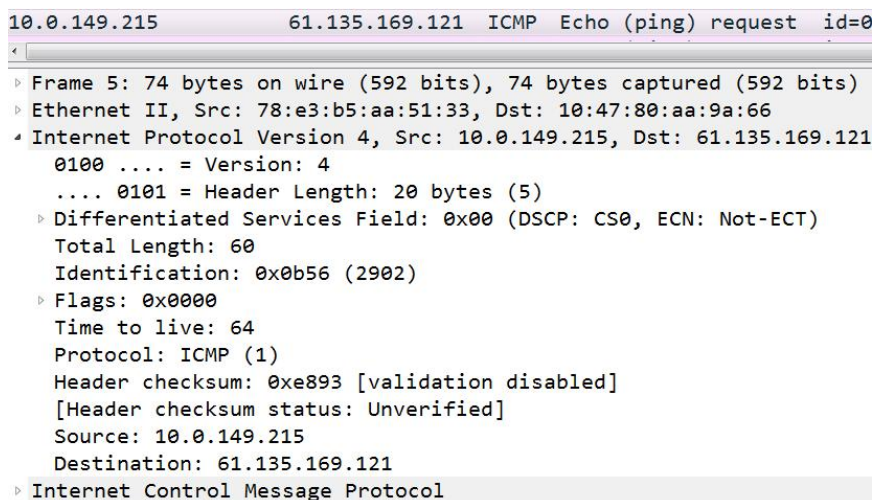 10.0.149.215 61.135.169.121 ICMP Echo (ping) request id=0
Frame 5: 74 bytes on wire (592 bits), 74 bytes captured (592 bits)
Ethernet II, Src: 78:e3:b5:aa:51:33, Dst: 10:47:80:aa:9a:66
Internet Protocol Version 4, Src: 10.0.149.215, Dst: 61.135.169.121
0100 .... = Version: 4
.... 0101 = Header Length: 20 bytes (5)
Differentiated Services Field: 0x00 (DSCP: CS0, ECN: Not-ECT)
Total Length: 60
Identification: 0x0b56 (2902)
Flags: 0x0000
Time to live: 64
Protocol: ICMP (1)
Header checksum: 0xe893 [validation disabled]
[Header checksum status: Unverified]
Source: 10.0.149.215
Destination: 61.135.169.121
Internet Control Message Protocol